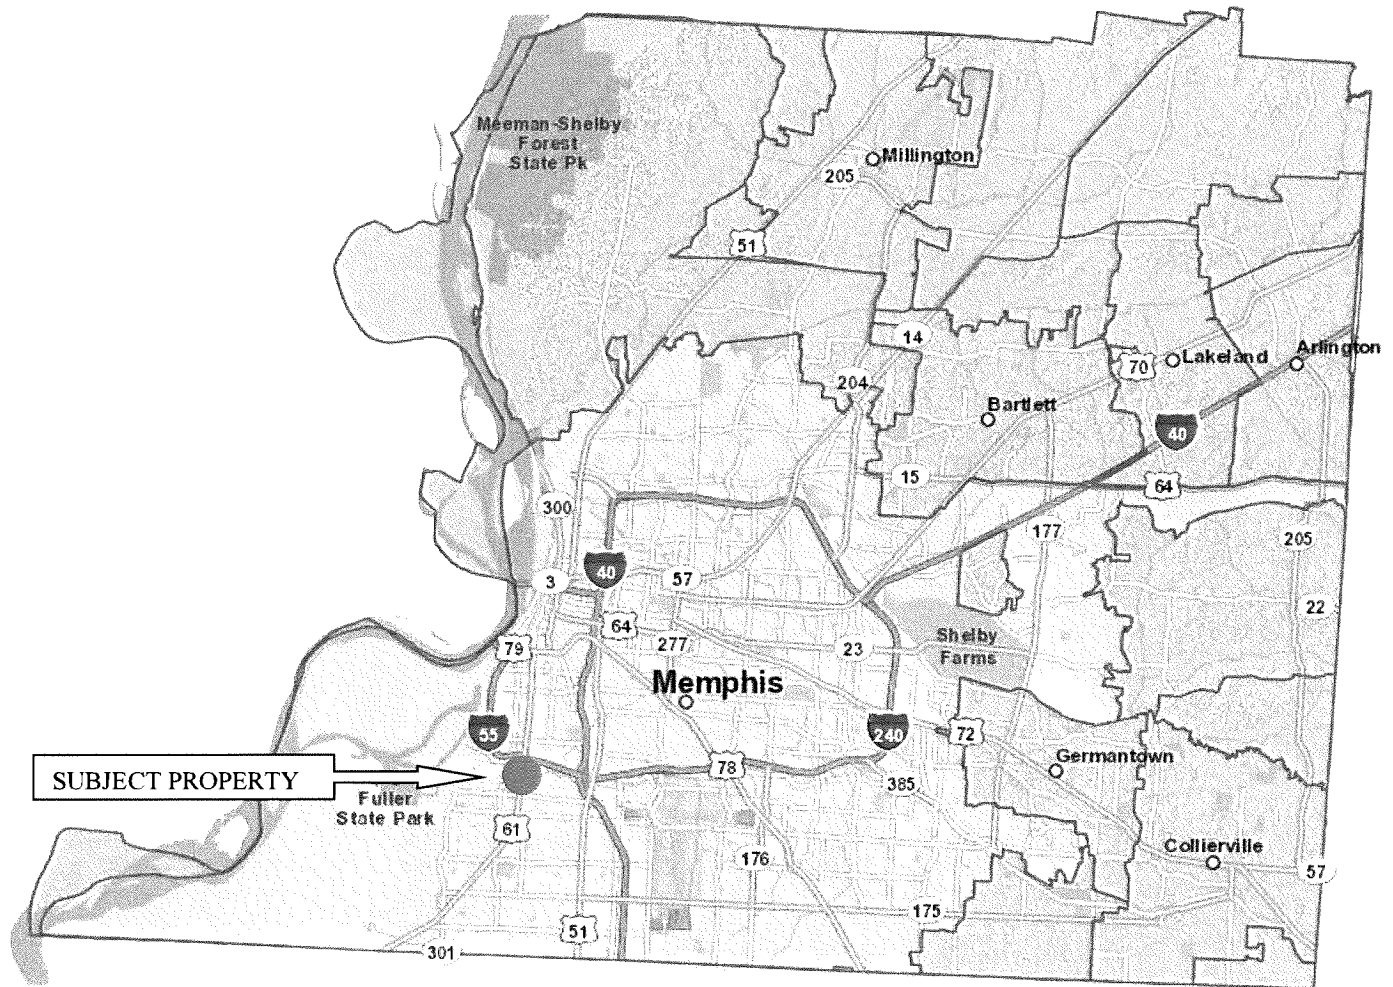 Meeman-Shelby
Forest
State Pk
Millington
205
51
14
Arlington
Lakeland
70
204
Bartlett
40
15
64
300
177
205
40
3
57
22
64
79
277
23
Shelby
Farms
Memphis
55
240
72
Germantown
78
385
SUBJECT PROPERTY
Fuller
State Park
61
176
Collierville
57
175
51
301